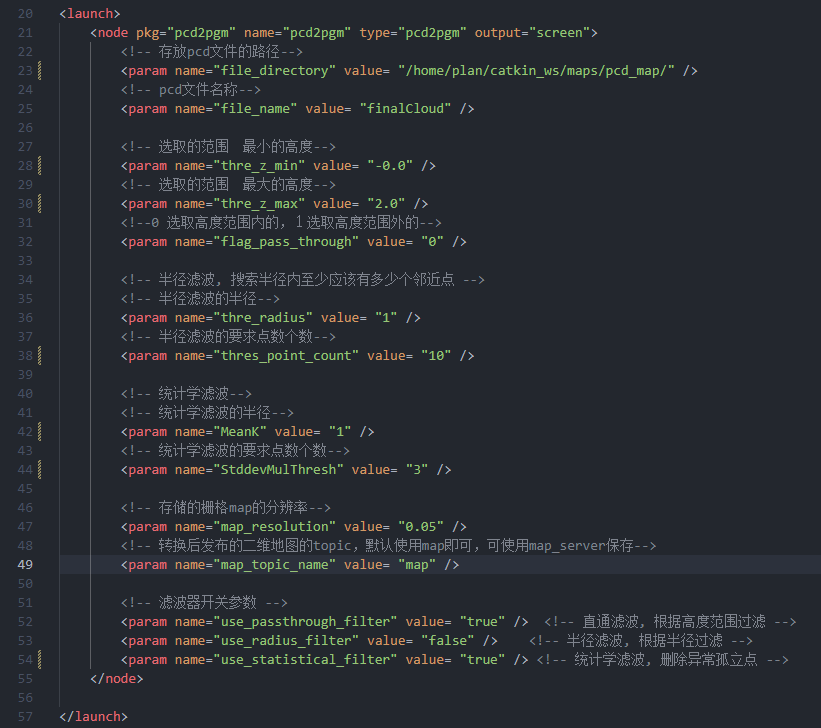 20 <launch>
21 <node pkg="pcd2pgm" name="pcd2pgm" type="pcd2pgm" output="screen">
22 <!-- 存放pcd文件的路径-->
23 <param name="file_directory" value= "/home/plan/catkin_ws/maps/pcd_map/" />
24 <!-- pcd文件名称-->
25 <param name="file_name" value= "finalCloud" />
26
27 <!-- 选取的范围　最小的高度-->
28 <param name="thre_z_min" value= "-0.0" />
29 <!-- 选取的范围　最大的高度-->
30 <param name="thre_z_max" value= "2.0" />
31 <!--0 选取高度范围内的，１选取高度范围外的-->
32 <param name="flag_pass_through" value= "0" />
33
34 <!-- 半径滤波, 搜索半径内至少应该有多少个邻近点 -->
35 <!-- 半径滤波的半径-->
36 <param name="thre_radius" value= "1" />
37 <!-- 半径滤波的要求点数个数-->
38 <param name="thres_point_count" value= "10" />
39
40 <!-- 统计学滤波-->
41 <!-- 统计学滤波的半径-->
42 <param name="MeanK" value= "1" />
43 <!-- 统计学滤波的要求点数个数-->
44 <param name="StddevMulThresh" value= "3" />
45
46 <!-- 存储的栅格map的分辨率-->
47 <param name="map_resolution" value= "0.05" />
48 <!-- 转换后发布的二维地图的topic，默认使用map即可，可使用map_server保存-->
49 <param name="map_topic_name" value= "map" />
50
51 <!-- 滤波器开关参数 -->
52 <param name="use_passthrough_filter" value= "true" /> <!-- 直通滤波, 根据高度范围过滤 -->
53 <param name="use_radius_filter" value= "false" /> <!-- 半径滤波, 根据半径过滤 -->
54 <param name="use_statistical_filter" value= "true" /> <!-- 统计学滤波, 删除异常孤立点 -->
55 </node>
56
57 </launch>